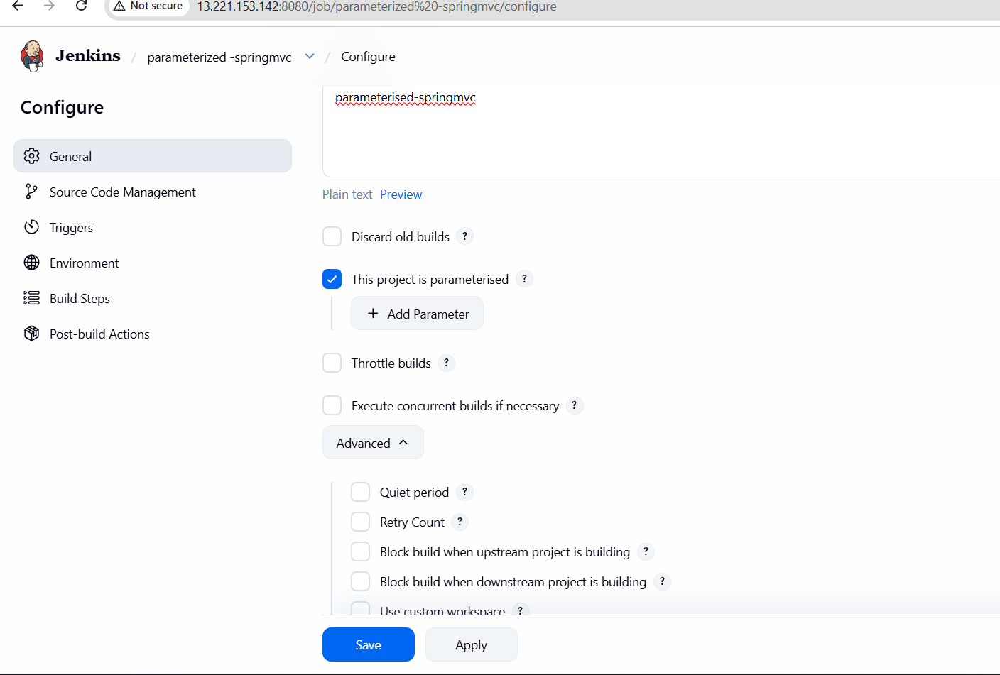 Not secure 13.221.153.142:8080/job/parameterized%20-springmvc/configure
Jenkins / parameterized -springmvc / Configure
Configure
General
Source Code Management
Triggers
Environment
Build Steps
Post-build Actions
parameterised-springmvc
Plain text Preview
Discard old builds ?
This project is parameterised ?
+ Add Parameter
Throttle builds ?
Execute concurrent builds if necessary ?
Advanced
Quiet period ?
Retry Count ?
Block build when upstream project is building ?
Block build when downstream project is building ?
Use custom workspace ?
Save Apply